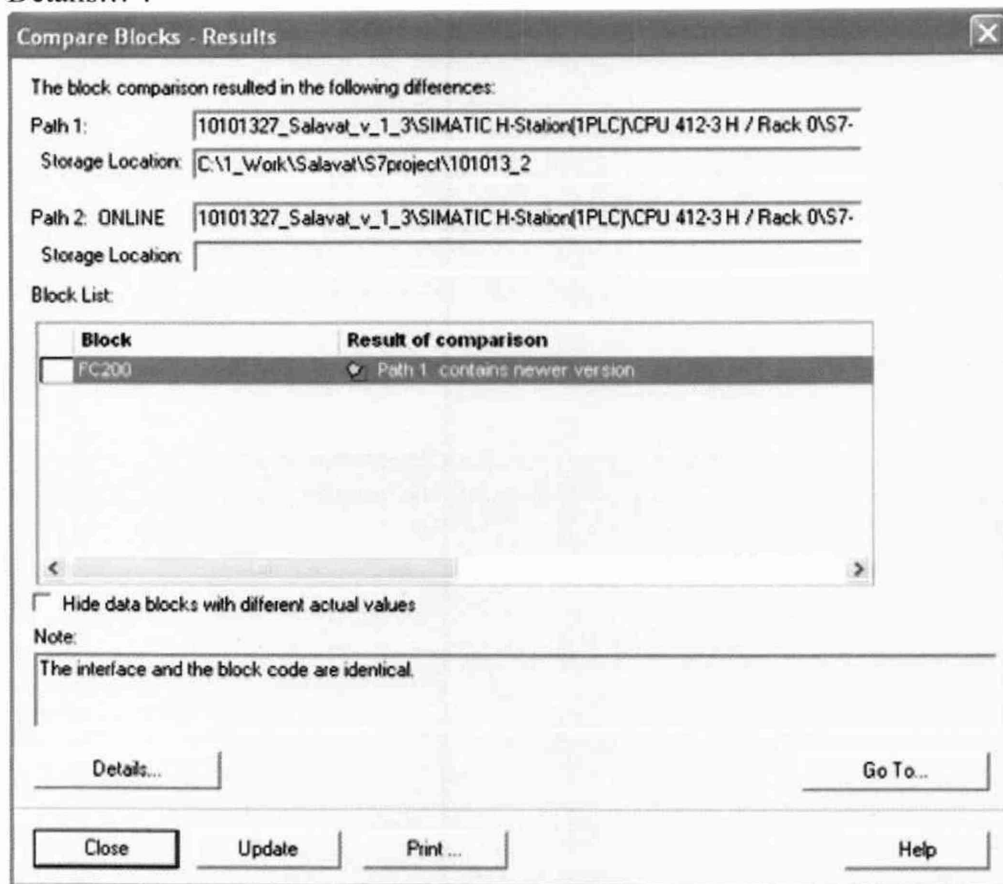 Details...
Compare Blocks - Results
The block comparison resulted in the following differences:
Path 1: 10101327_Salavat_v_1_3\SIMATIC H-Station(1PLC)\CPU 412-3 H / Rack 0\S7-
Storage Location: C:\1_Work\Salavat\S7project\101013_2
Path 2: ONLINE 10101327_Salavat_v_1_3\SIMATIC H-Station(1PLC)\CPU 412-3 H / Rack 0\S7-
Storage Location:
Block List:
Block Result of comparison
FC200 Path 1 contains newer version
Hide data blocks with different actual values
Note:
The interface and the block code are identical.
Details... Go To...
Close Update Print ... Help